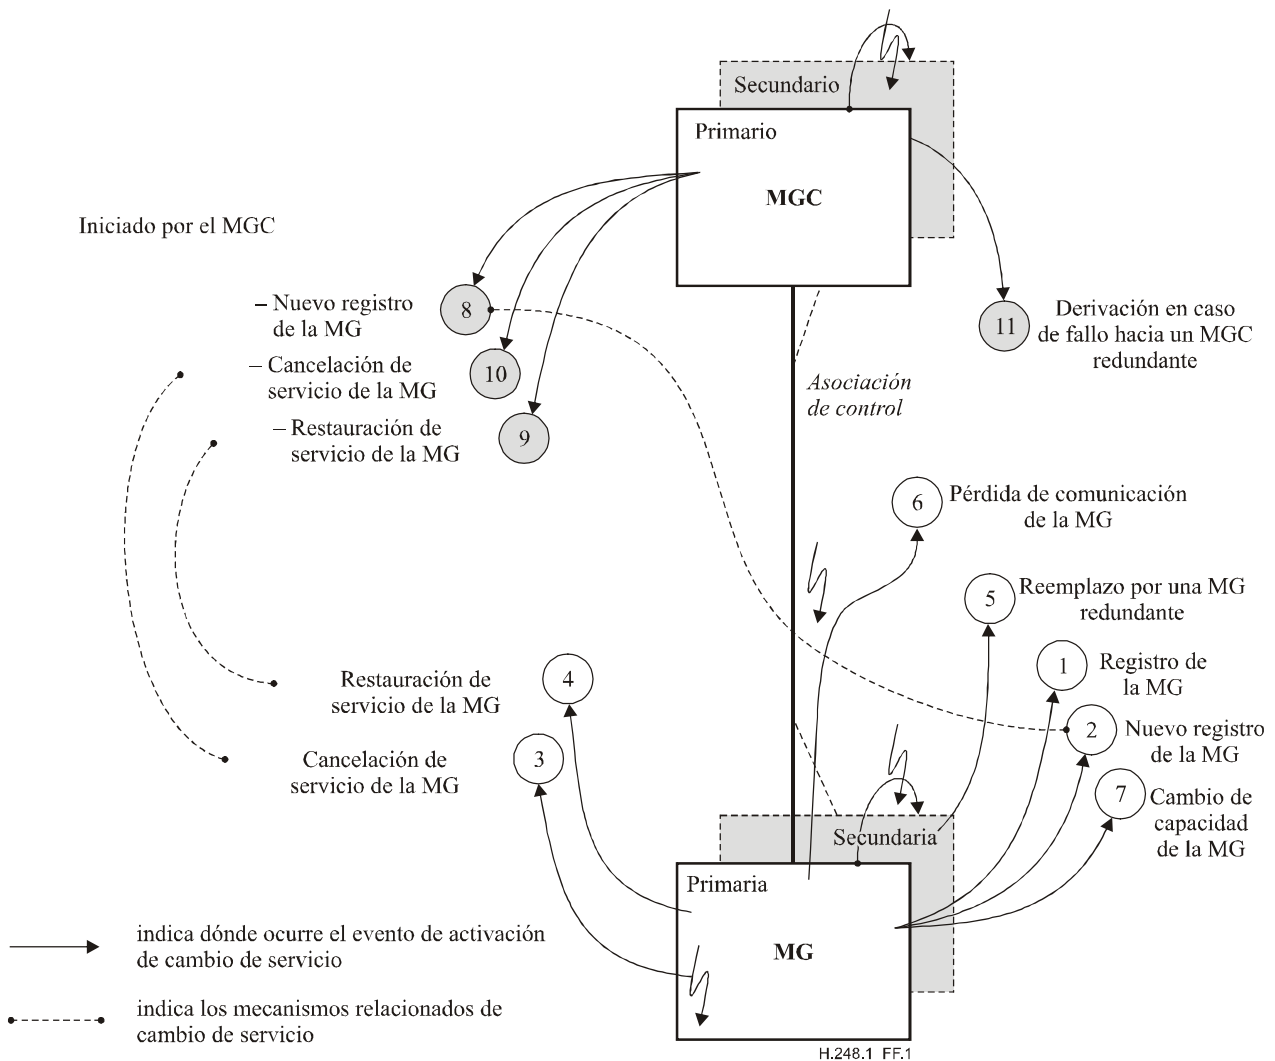 Secundario
Primario
MGC
Iniciado por el MGC
– Nuevo registro
de la MG
8
– Cancelación de
servicio de la MG
10
– Restauración de
servicio de la MG
9
11
Derivación en caso
de fallo hacia un MGC
redundante
Asociación
de control
6
Pérdida de comunicación
de la MG
5
Reemplazo por una MG
redundante
1
Registro de
la MG
2
Nuevo registro
de la MG
7
Cambio de
capacidad
de la MG
Restauración de
servicio de la MG
4
Cancelación de
servicio de la MG
3
Secundaria
Primaria
MG
indica dónde ocurre el evento de activación
de cambio de servicio
indica los mecanismos relacionados de
cambio de servicio
H.248.1_FF.1